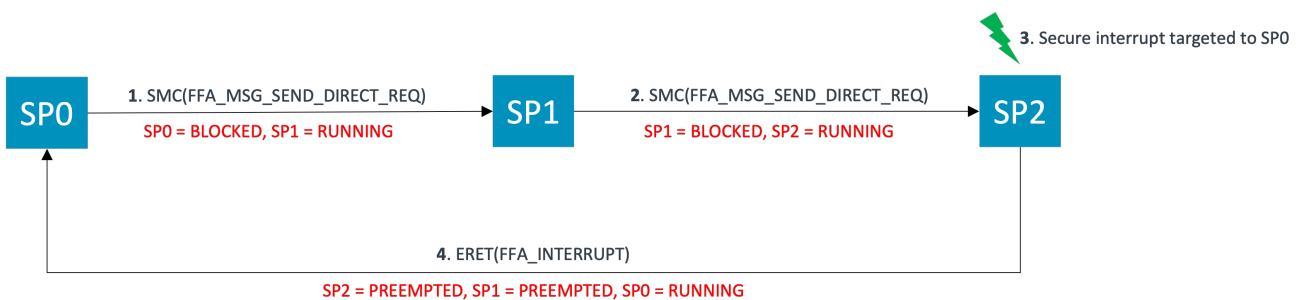 3. Secure interrupt targeted to SP0
SP0
1. SMC(FFA_MSG_SEND_DIRECT_REQ)
SP0 = BLOCKED, SP1 = RUNNING
SP1
2. SMC(FFA_MSG_SEND_DIRECT_REQ)
SP1 = BLOCKED, SP2 = RUNNING
SP2
4. ERET(FFA_INTERRUPT)
SP2 = PREEMPTED, SP1 = PREEMPTED, SP0 = RUNNING